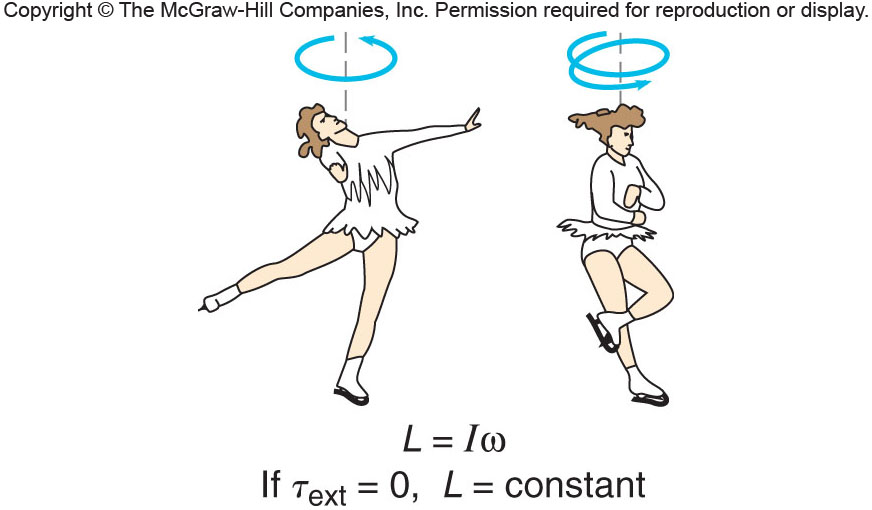 Copyright © The McGraw-Hill Companies, Inc. Permission required for reproduction or display.
L = Iω
If τext = 0, L = constant